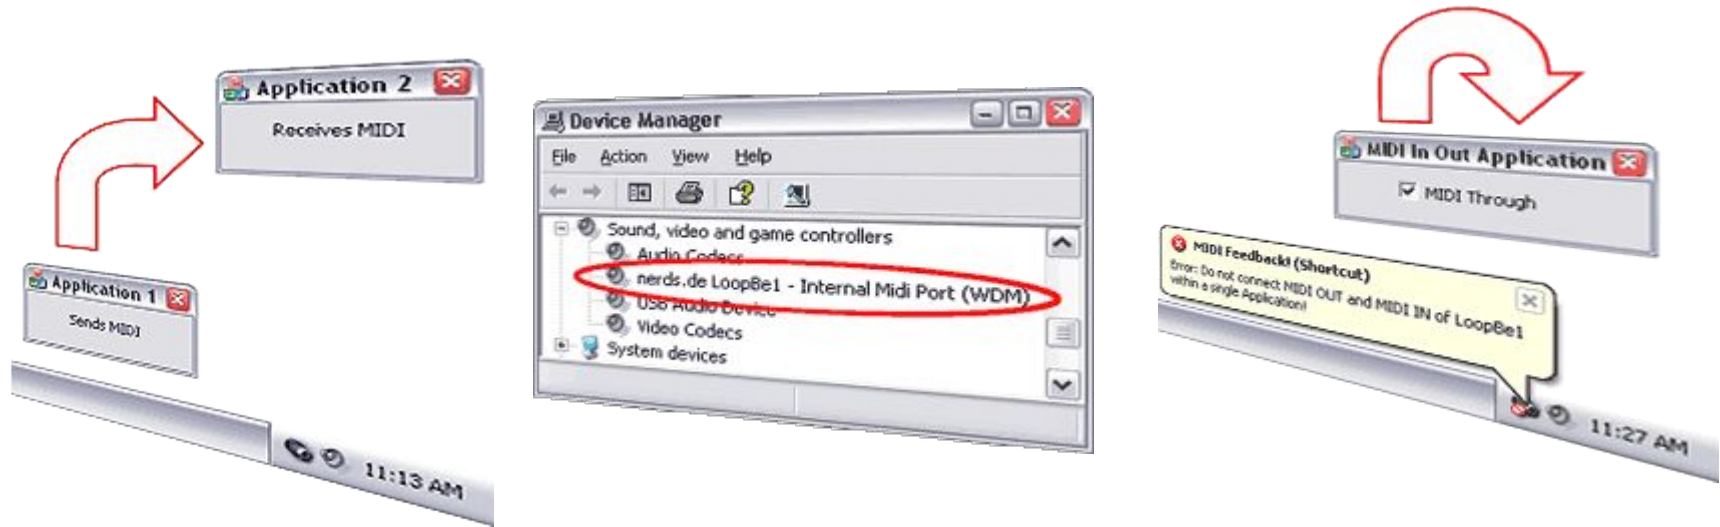 Application 2
Receives MIDI
Application 1
Sends MIDI
11:13 AM
Device Manager
File Action View Help
Sound, video and game controllers
Audio Codecs
nerds.de LoopBe1 - Internal Midi Port (WDM)
USB Audio Device
Video Codecs
System devices
MIDI In Out Application
MIDI Through
MIDI Feedback! (Shortcut)
Error: Do not connect MIDI OUT and MIDI IN of LoopBe1
within a single Application!
11:27 AM